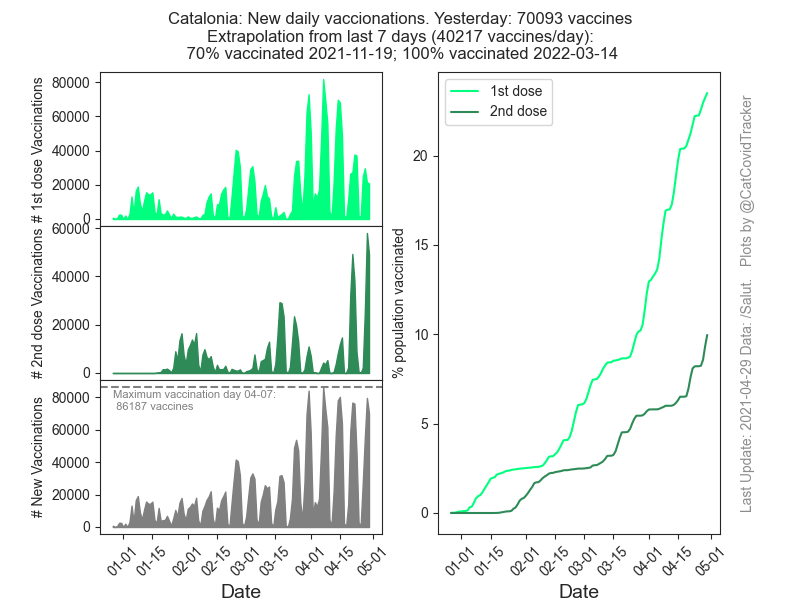 Catalonia: New daily vaccionations. Yesterday: 70093 vaccines
Extrapolation from last 7 days (40217 vaccines/day):
70% vaccinated 2021-11-19; 100% vaccinated 2022-03-14
# 1st dose Vaccinations
80000
60000
40000
20000
0
# 2nd dose Vaccinations
60000
40000
20000
0
# New Vaccinations
Maximum vaccination day 04-07:
86187 vaccines
80000
60000
40000
20000
0
01-01
01-15
02-01
02-15
03-01
03-15
04-01
04-15
05-01
Date
1st dose
2nd dose
% population vaccinated
20
15
10
5
0
01-01
01-15
02-01
02-15
03-01
03-15
04-01
04-15
05-01
Date
Last Update: 2021-04-29 Data: /Salut. Plots by @CatCovidTracker